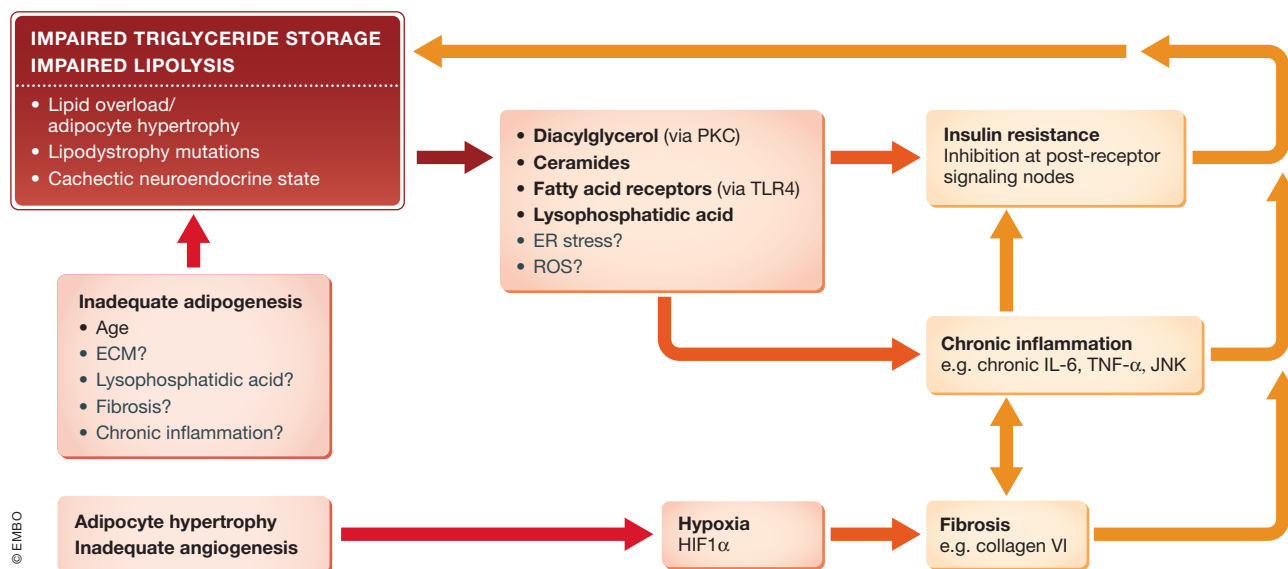 IMPAIRED TRIGLYCERIDE STORAGE
IMPAIRED LIPOLYSIS
• Lipid overload/
adipocyte hypertrophy
• Lipodystrophy mutations
• Cachectic neuroendocrine state
• Diacylglycerol (via PKC)
• Ceramides
• Fatty acid receptors (via TLR4)
• Lysophosphatidic acid
• ER stress?
• ROS?
Insulin resistance
Inhibition at post-receptor
signaling nodes
Inadequate adipogenesis
• Age
• ECM?
• Lysophosphatidic acid?
• Fibrosis?
• Chronic inflammation?
Chronic inflammation
e.g. chronic IL-6, TNF-α, JNK
Adipocyte hypertrophy
Inadequate angiogenesis
Hypoxia
HIF1α
Fibrosis
e.g. collagen VI
© EMBO